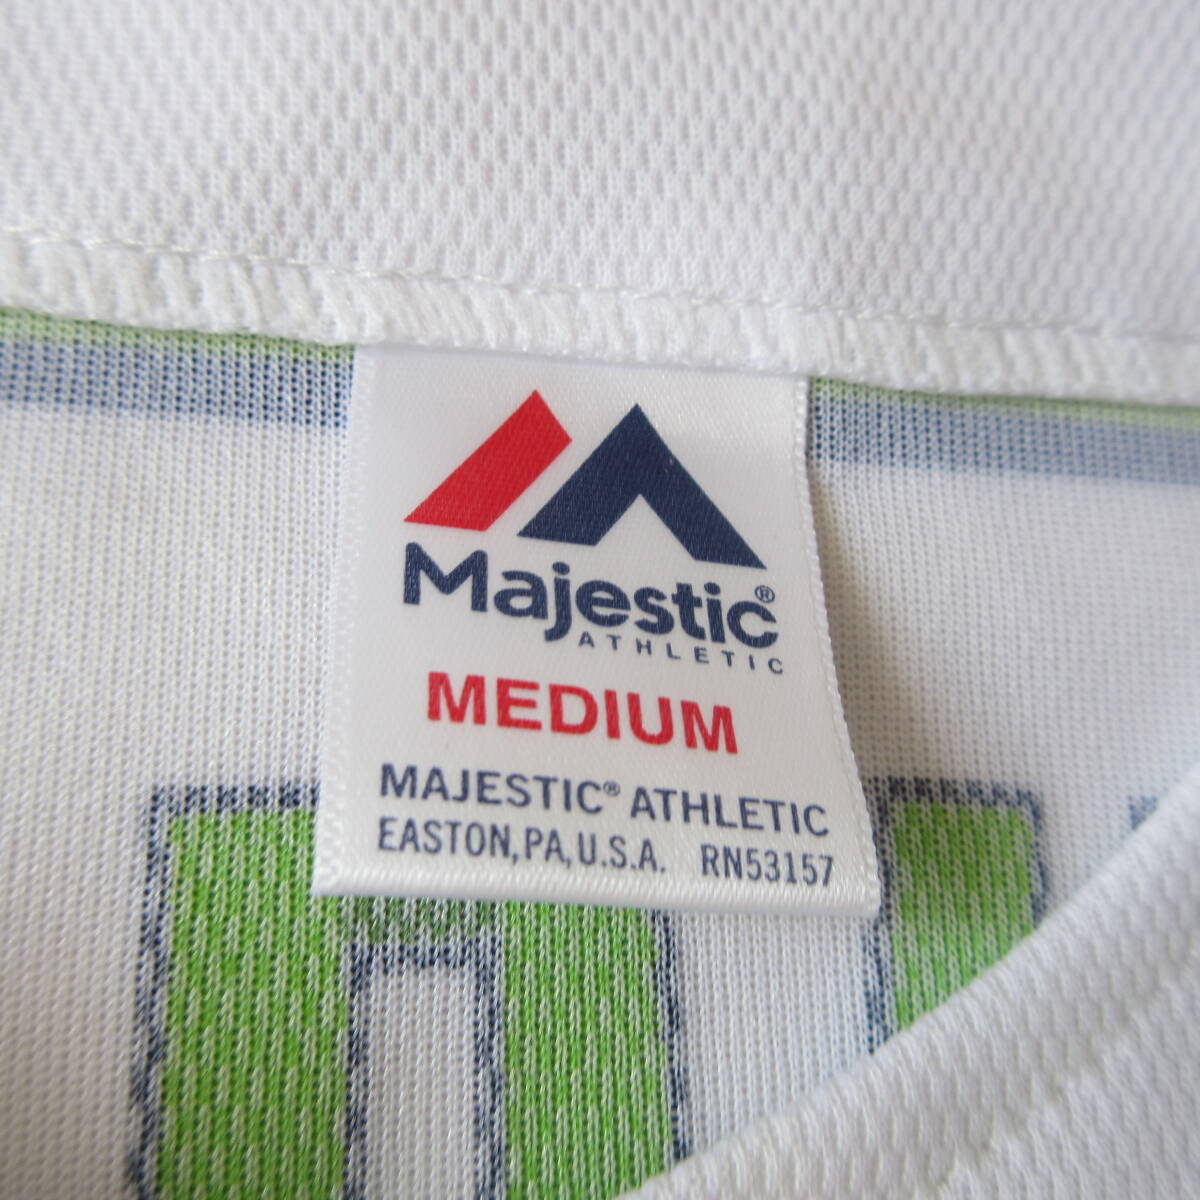 Majestic®
ATHLETIC
MEDIUM
MAJESTIC® ATHLETIC
EASTON, PA, U.S.A. RN53157